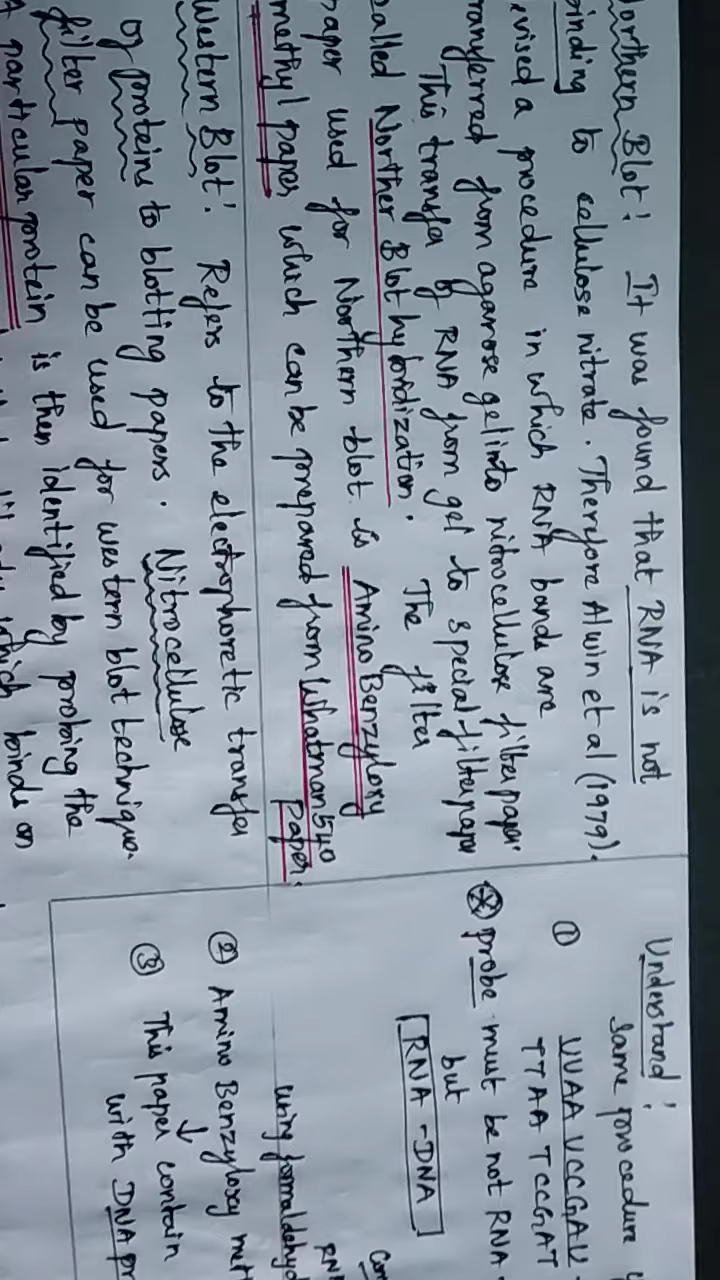 orthern Blot: It was found that RNA is not
binding to cellulose nitrate. Therefore Alwin et al (1979).
vised a procedure in which RNA bands are
ransferred from agarose gel into nitrocellulose filter paper.
This transfer of RNA from gel to special filter paper
called Norther Blot hybridization. The filter
paper used for Northern blot is Amino Benzyloxy
methyl paper which can be prepared from Whatman 540
Paper.
Western Blot: Refers to the electrophoretic transfer
of proteins to blotting papers. Nitrocellulose
filter paper can be used for western blot technique.
A particular protein is then identified by probing the
which binds on
Understand:
same procedure
① UUAA UCCGAU
TTAA TCCGAT
probe must be not RNA
but
RNA - DNA
using formaldehyd
② Amino Benzyloxy met
③ This paper contain
with DNA pr